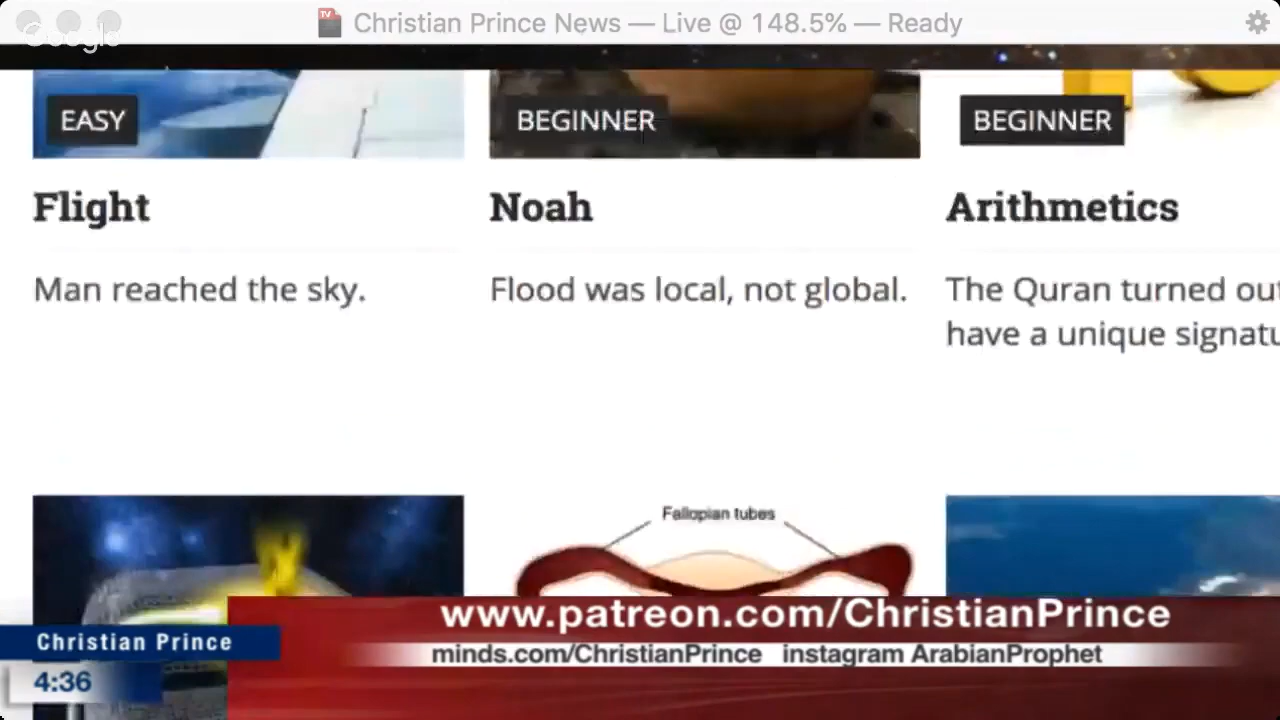 Christian Prince News — Live @ 148.5% — Ready
Google
EASY
BEGINNER
BEGINNER
Flight
Noah
Arithmetics
Man reached the sky.
Flood was local, not global.
The Quran turned out
have a unique signatu
Fallopian tubes
www.patreon.com/ChristianPrince
Christian Prince
minds.com/ChristianPrince instagram ArabianProphet
4:36